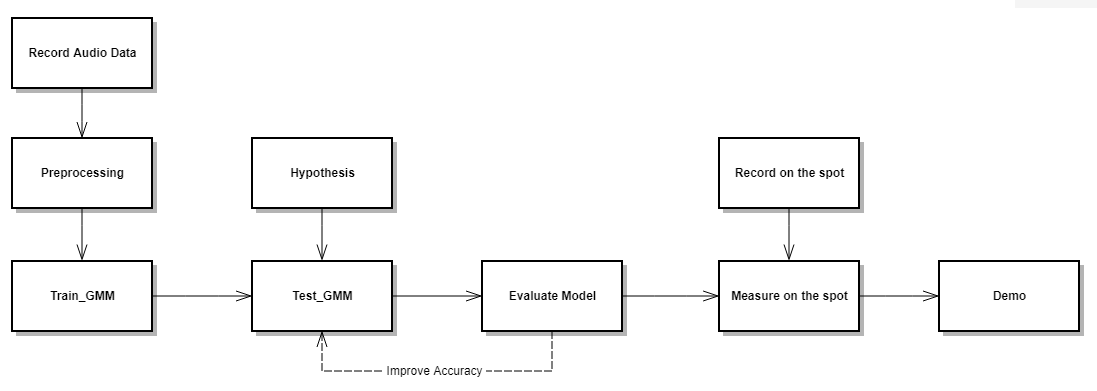 Record Audio Data
Preprocessing
Hypothesis
Record on the spot
Train_GMM
Test_GMM
Evaluate Model
Measure on the spot
Demo
Improve Accuracy